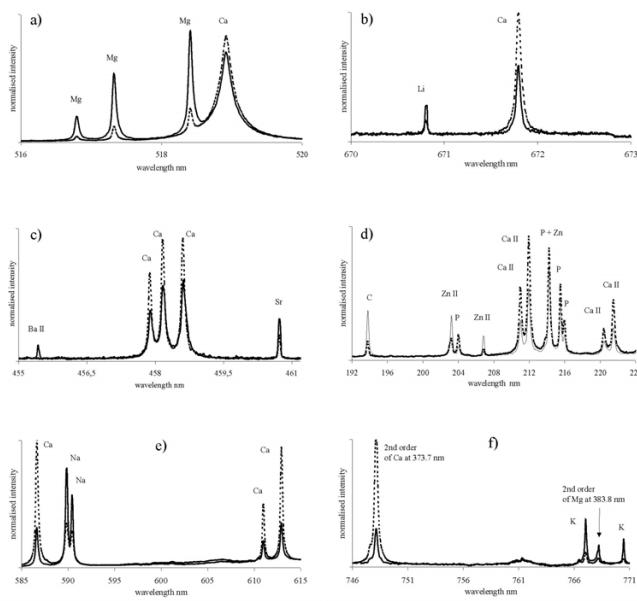 a)
Mg
Mg
Mg
Ca
normalised intensity
516
518
520
wavelength nm
b)
Li
Ca
normalised intensity
670
671
672
673
wavelength nm
c)
Ba II
Ca
Ca
Ca
Sr
normalised intensity
455
456,5
458
459,5
461
wavelength nm
d)
C
Zn II
P
Zn II
Ca II
Ca II
P + Zn
P
P
Ca II
Ca II
normalised intensity
192
196
200
204
208
212
216
220
224
wavelength nm
e)
Ca
Na
Na
Ca
Ca
normalised intensity
585
590
595
600
605
610
615
wavelength nm
f)
2nd order
of Ca at 373.7 nm
2nd order
of Mg at 383.8 nm
K
K
normalised intensity
746
751
756
761
766
771
wavelength nm